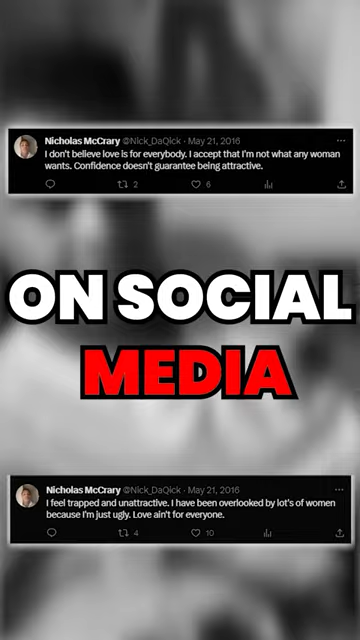 Nicholas McCrary @Nick_DaQick · May 21, 2016
I don't believe love is for everybody. I accept that I'm not what any woman
wants. Confidence doesn't guarantee being attractive.
2 6
ON SOCIAL
MEDIA
Nicholas McCrary @Nick_DaQick · May 21, 2016
I feel trapped and unattractive. I have been overlooked by lot's of women
because I'm just ugly. Love ain't for everyone.
4 10